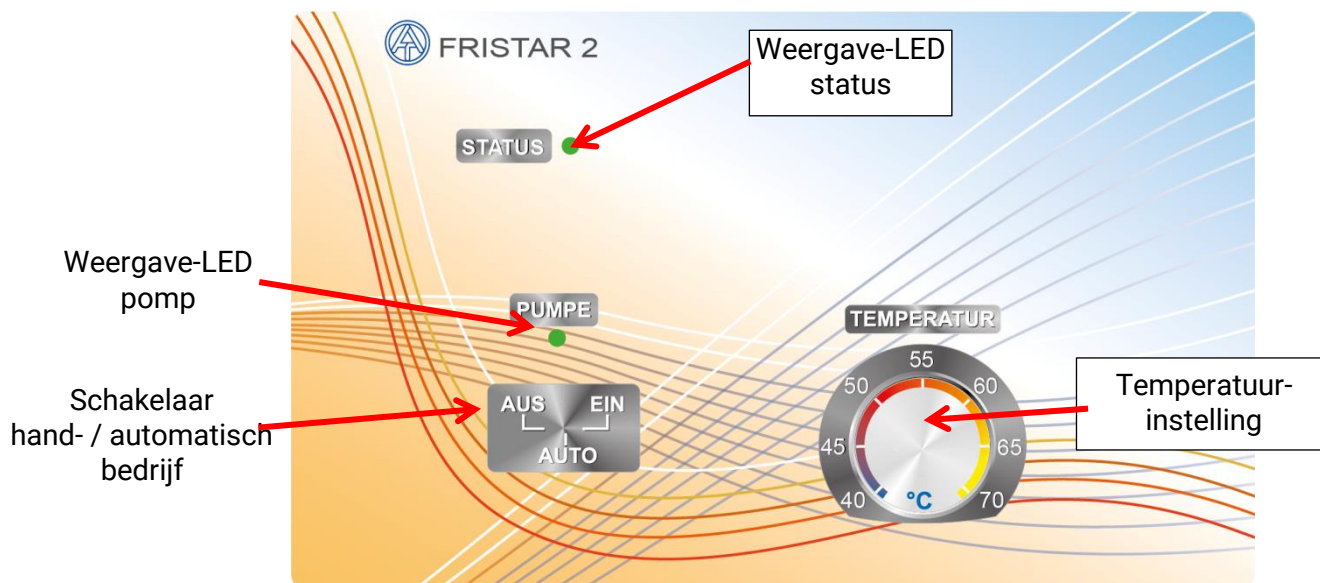 FRISTAR 2
Weergave-LED
status
STATUS
Weergave-LED
pomp
PUMPE
TEMPERATUR
Schakelaar
hand- / automatisch
bedrijf
AUS EIN
AUTO
55
50 60
45 65
40 °C 70
Temperatuur-
instelling